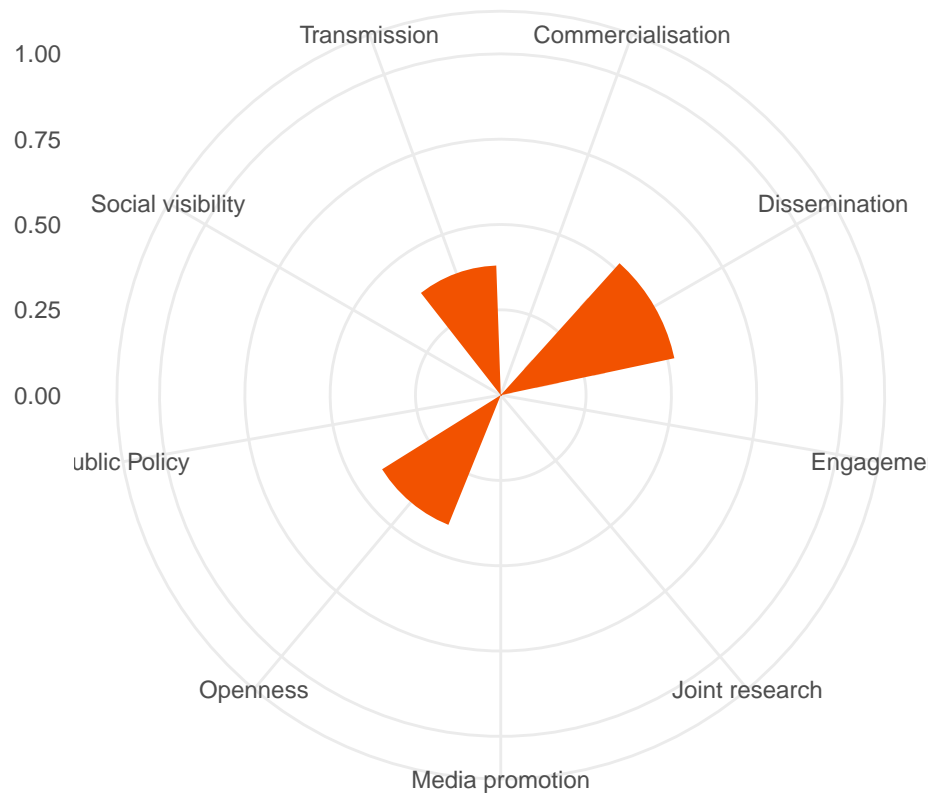 Transmission
Commercialisation
1.00
0.75
Social visibility
Dissemination
0.50
0.25
0.00
ublic Policy
Engageme
Openness
Joint research
Media promotion